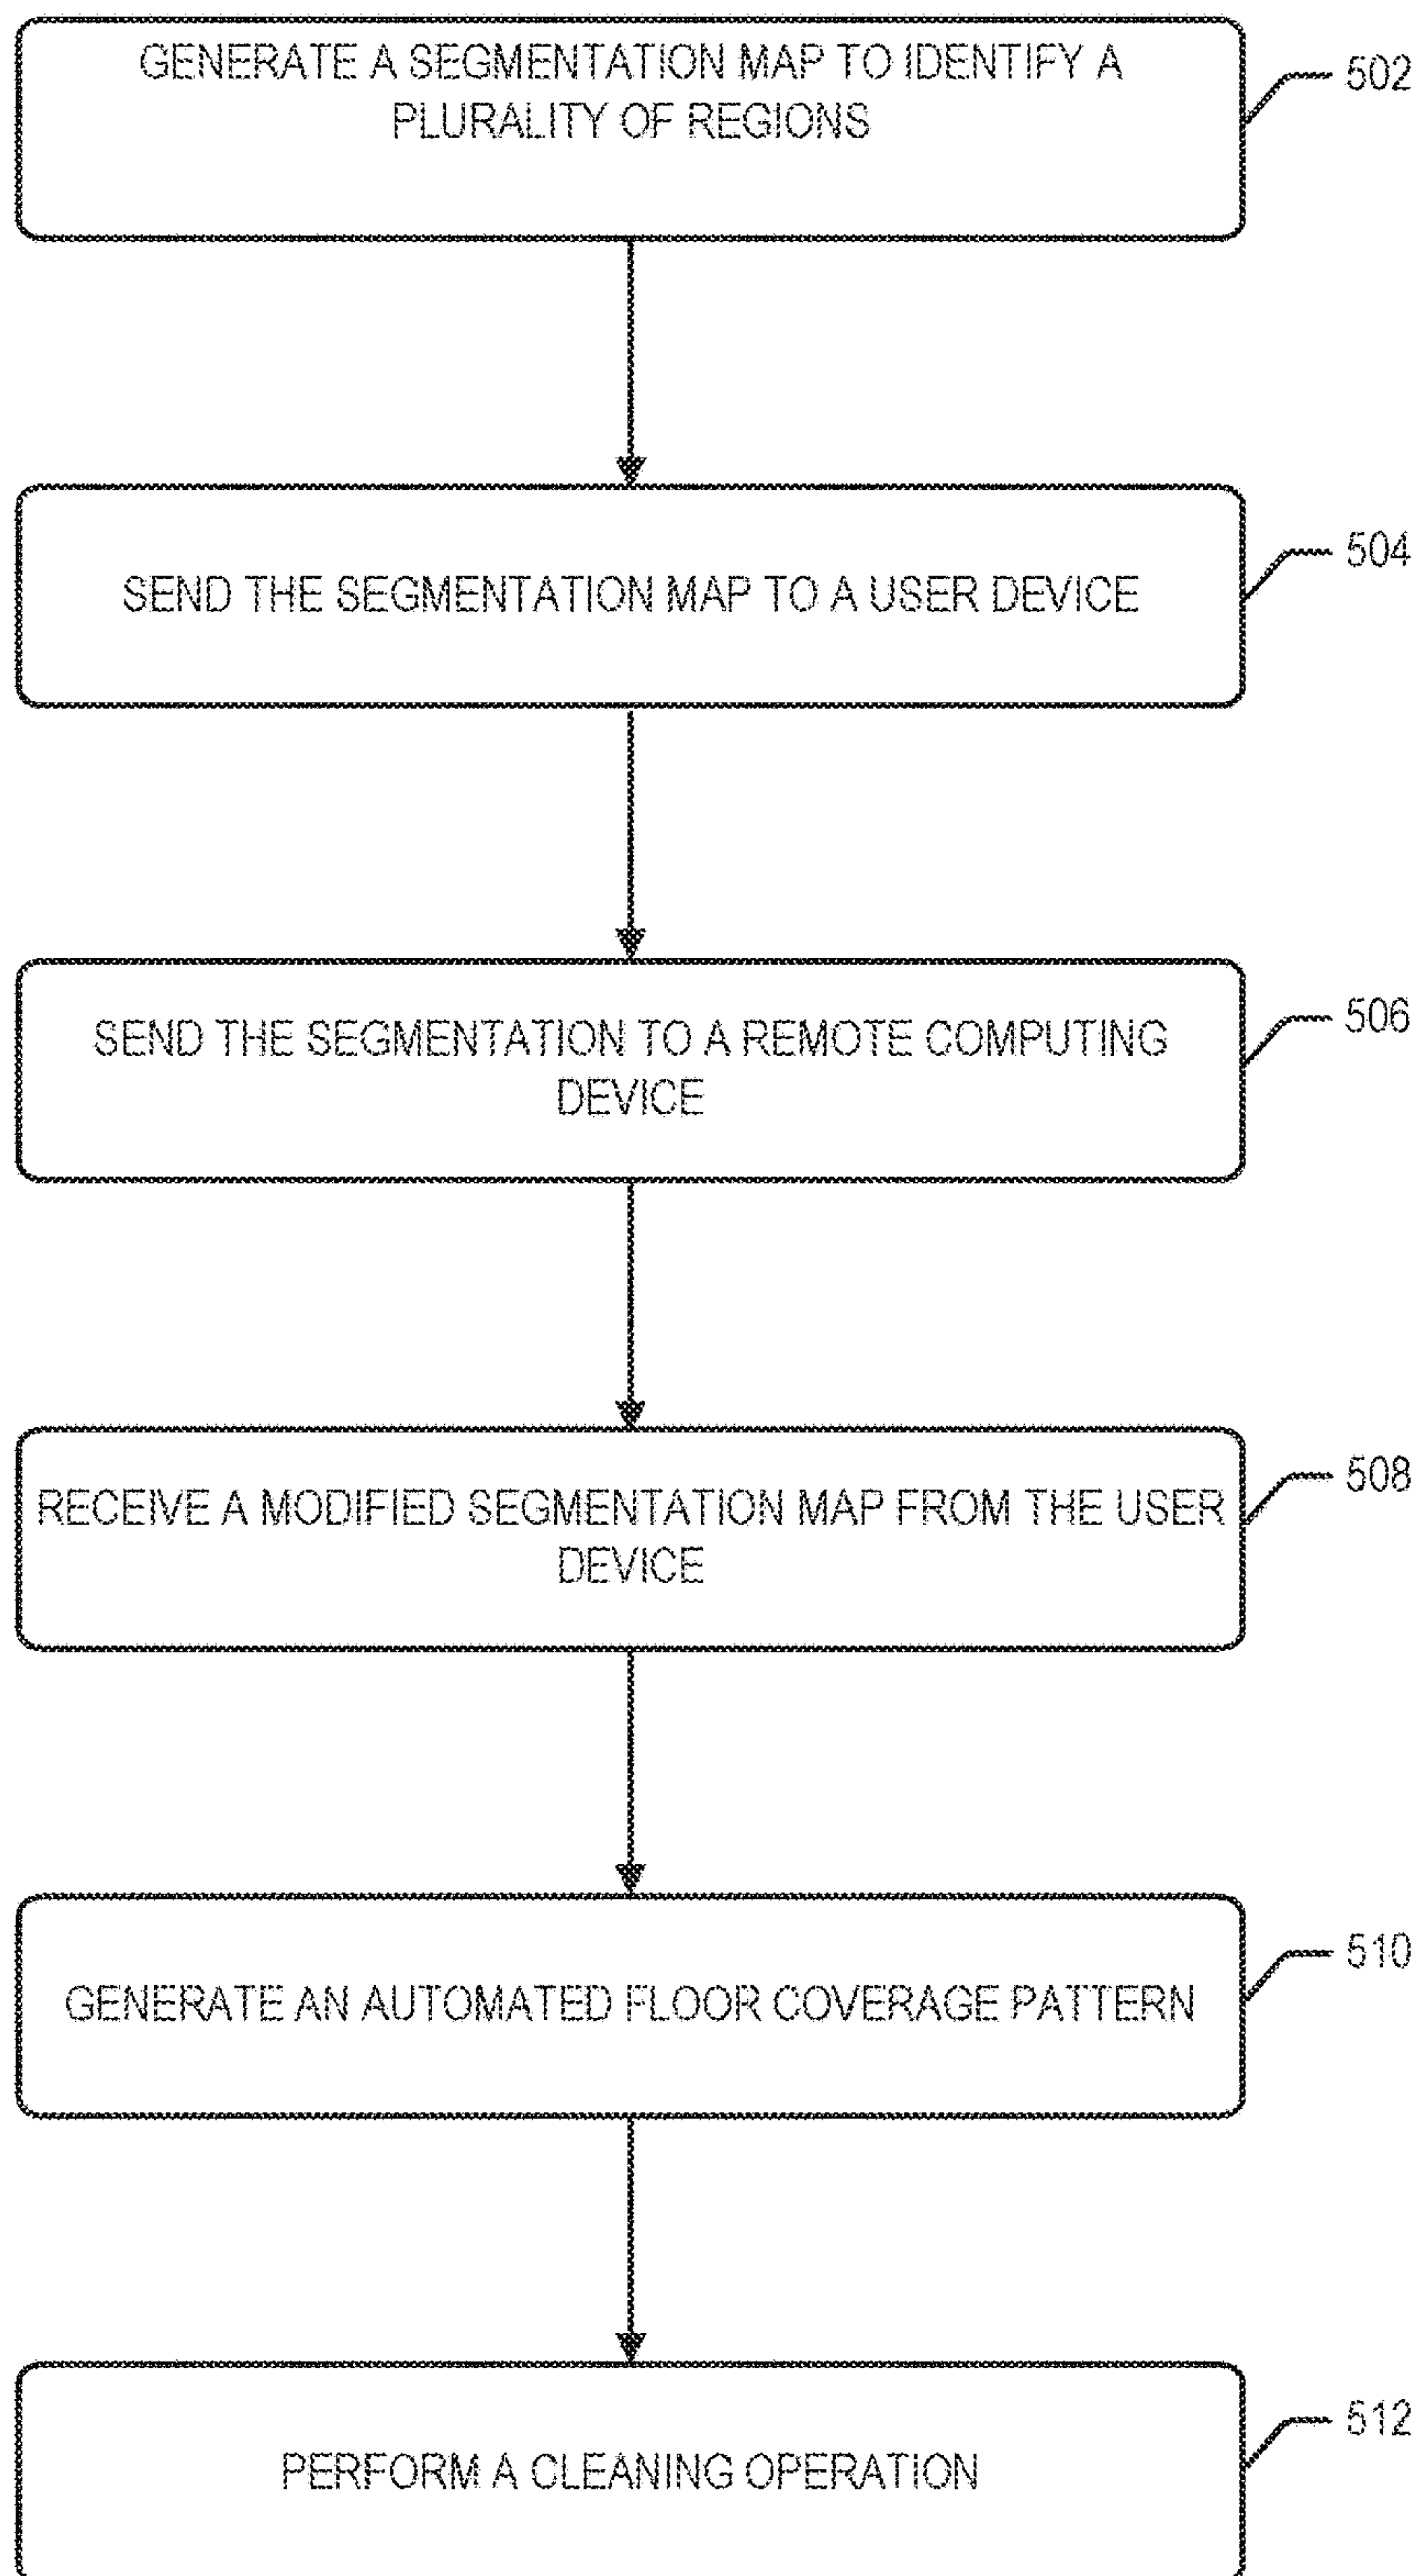 GENERATE A SEGMENTATION MAP TO IDENTIFY A
PLURALITY OF REGIONS
502
SEND THE SEGMENTATION MAP TO A USER DEVICE
504
SEND THE SEGMENTATION TO A REMOTE COMPUTING
DEVICE
506
RECEIVE A MODIFIED SEGMENTATION MAP FROM THE USER
DEVICE
508
GENERATE AN AUTOMATED FLOOR COVERAGE PATTERN
510
PERFORM A CLEANING OPERATION
512